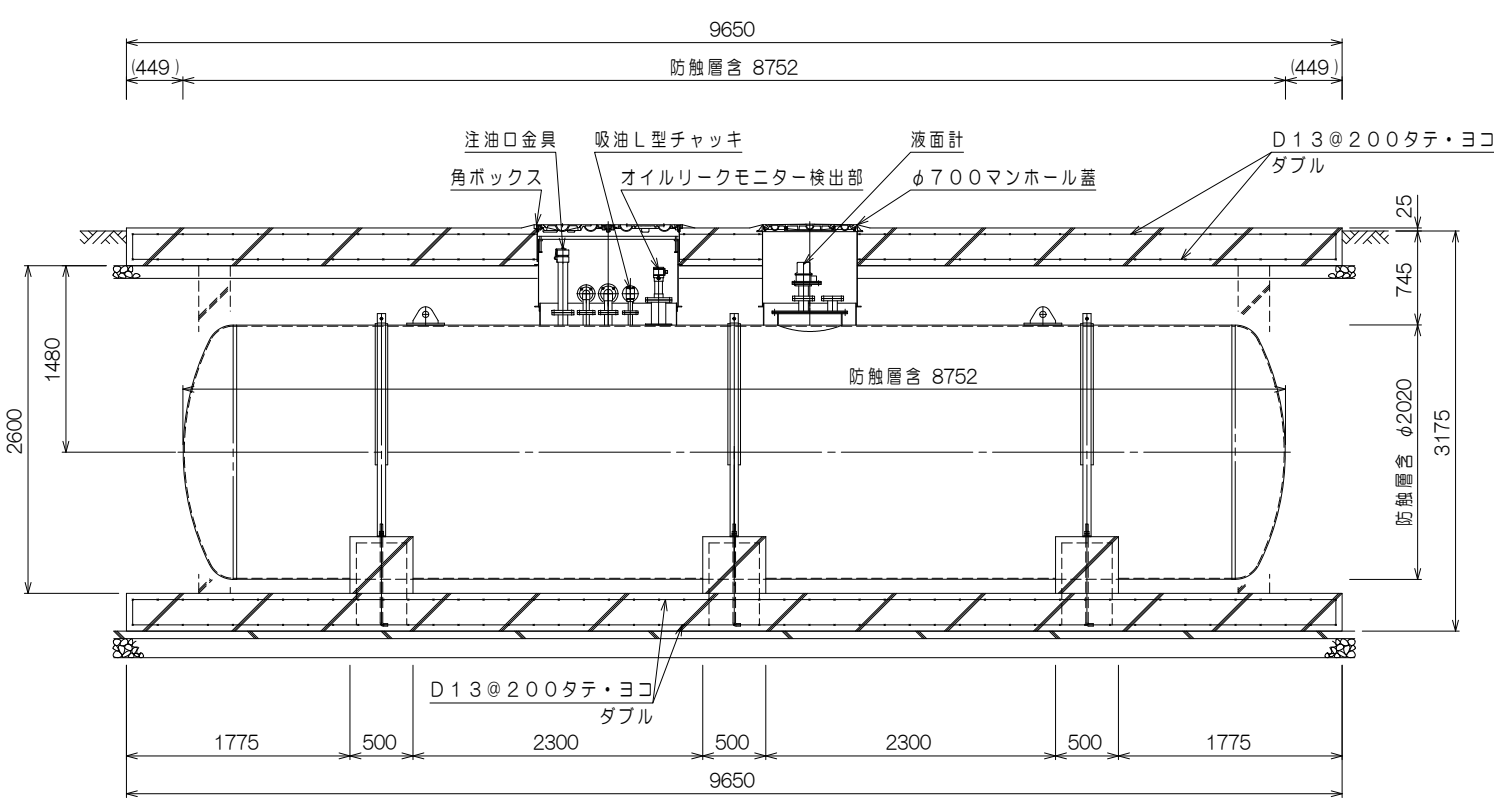 9650
(449)
防触層含 8752
(449)
注油口金具
吸油L型チャッキ
液面計
D13@200タテ・ヨコ
ダブル
角ボックス
オイルリークモニター検出部
φ700マンホール蓋
25
745
1480
2600
防触層含 8752
防触層含 φ2020
3175
D13@200タテ・ヨコ
ダブル
1775
500
2300
500
2300
500
1775
9650